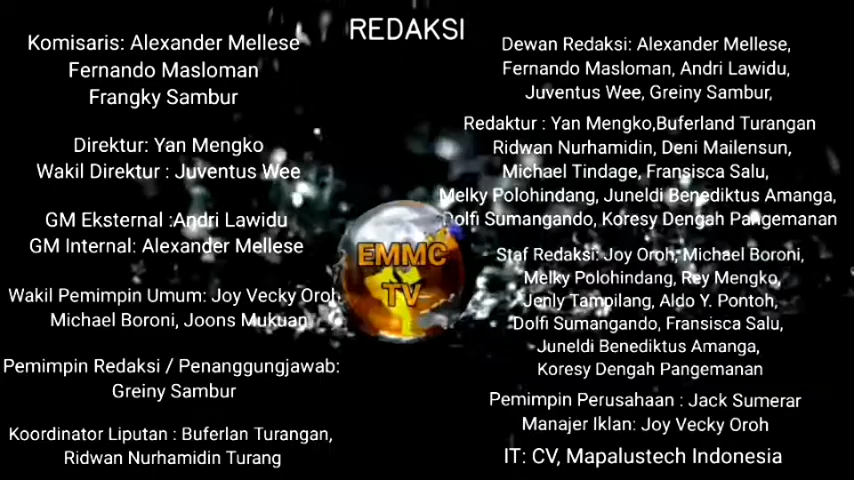 REDAKSI
Komisaris: Alexander Mellese
Fernando Masloman
Frangky Sambur
Direktur: Yan Mengko
Wakil Direktur : Juventus Wee
GM Eksternal :Andri Lawidu
GM Internal: Alexander Mellese
Wakil Pemimpin Umum: Joy Vecky Oroh,
Michael Boroni, Joons Mukuan
Pemimpin Redaksi / Penanggungjawab:
Greiny Sambur
Koordinator Liputan : Buferlan Turangan,
Ridwan Nurhamidin Turang
EMMC
TV
Dewan Redaksi: Alexander Mellese,
Fernando Masloman, Andri Lawidu,
Juventus Wee, Greiny Sambur,
Redaktur : Yan Mengko,Buferland Turangan
Ridwan Nurhamidin, Deni Mailensun,
Michael Tindage, Fransisca Salu,
Melky Polohindang, Juneldi Benediktus Amanga,
Dolfi Sumangando, Koresy Dengah Pangemanan
Staf Redaksi: Joy Oroh, Michael Boroni,
Melky Polohindang, Rey Mengko,
Jenly Tampilang, Aldo Y. Pontoh,
Dolfi Sumangando, Fransisca Salu,
Juneldi Benediktus Amanga,
Koresy Dengah Pangemanan
Pemimpin Perusahaan : Jack Sumerar
Manajer Iklan: Joy Vecky Oroh
IT: CV, Mapalustech Indonesia